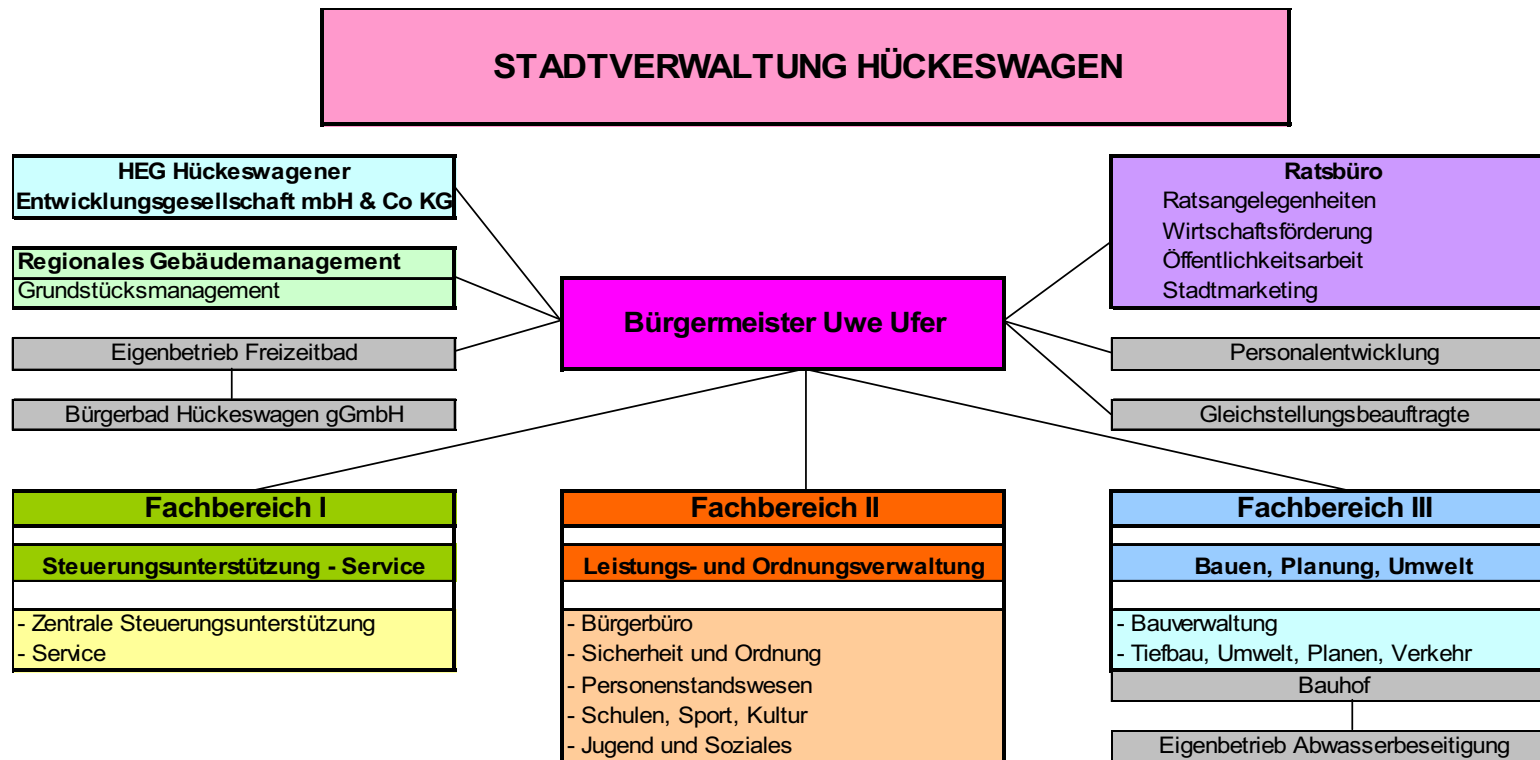 STADTVERWALTUNG HÜCKESWAGEN
HEG Hückeswagener
Entwicklungsgesellschaft mbH & Co KG
Regionales Gebäudemanagement
Grundstücksmanagement
Eigenbetrieb Freizeitbad
Bürgerbad Hückeswagen gGmbH
Bürgermeister Uwe Ufer
Ratsbüro
Ratsangelegenheiten
Wirtschaftsförderung
Öffentlichkeitsarbeit
Stadtmarketing
Personalentwicklung
Gleichstellungsbeauftragte
Fachbereich I
Steuerungsunterstützung - Service
- Zentrale Steuerungsunterstützung
- Service
Fachbereich II
Leistungs- und Ordnungsverwaltung
- Bürgerbüro
- Sicherheit und Ordnung
- Personenstandswesen
- Schulen, Sport, Kultur
- Jugend und Soziales
Fachbereich III
Bauen, Planung, Umwelt
- Bauverwaltung
- Tiefbau, Umwelt, Planen, Verkehr
Bauhof
Eigenbetrieb Abwasserbeseitigung